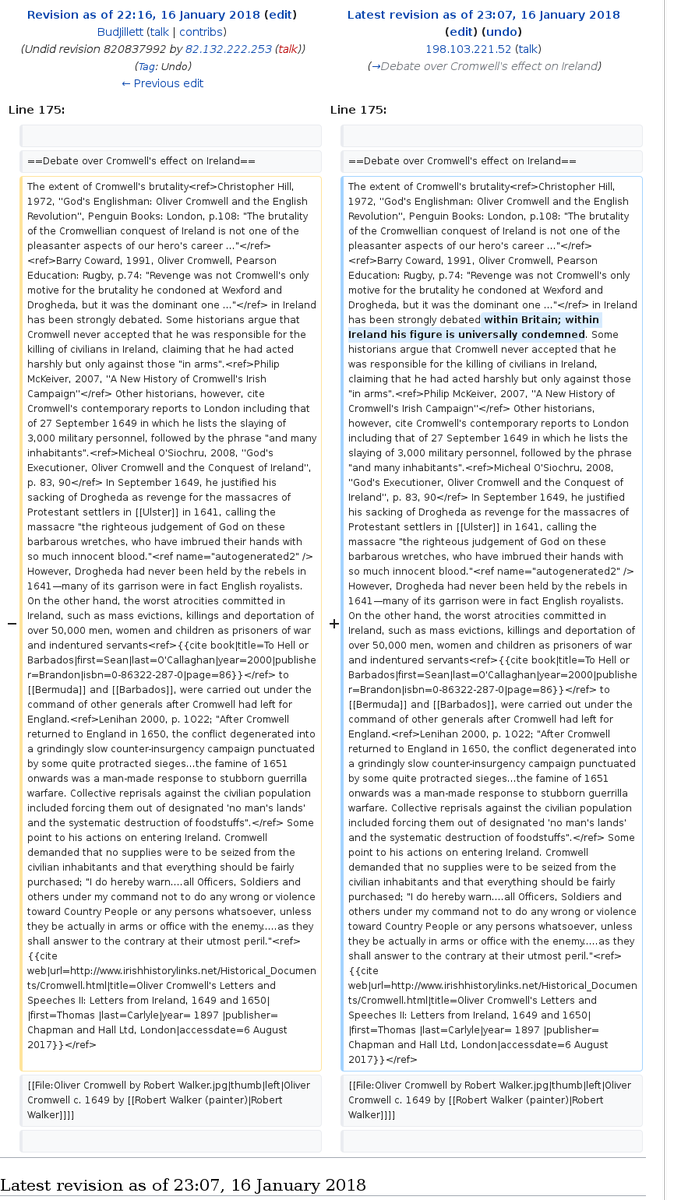 Revision as of 22:16, 16 January 2018 (edit)
Budjillett (talk | contribs)
(Undid revision 820837992 by 82.132.222.253 (talk))
(Tag: Undo)
← Previous edit
Latest revision as of 23:07, 16 January 2018
(edit) (undo)
198.103.221.52 (talk)
(→Debate over Cromwell's effect on Ireland)
Line 175:
Line 175:
==Debate over Cromwell's effect on Ireland==
==Debate over Cromwell's effect on Ireland==
−
The extent of Cromwell's brutality<ref>Christopher Hill,
1972, ''God's Englishman: Oliver Cromwell and the English
Revolution'', Penguin Books: London, p.108: "The brutality
of the Cromwellian conquest of Ireland is not one of the
pleasanter aspects of our hero's career ..."</ref>
<ref>Barry Coward, 1991, Oliver Cromwell, Pearson
Education: Rugby, p.74: "Revenge was not Cromwell's only
motive for the brutality he condoned at Wexford and
Drogheda, but it was the dominant one ..."</ref> in Ireland
has been strongly debated. Some historians argue that
Cromwell never accepted that he was responsible for the
killing of civilians in Ireland, claiming that he had acted
harshly but only against those "in arms".<ref>Philip
McKeiver, 2007, ''A New History of Cromwell's Irish
Campaign''</ref> Other historians, however, cite
Cromwell's contemporary reports to London including that
of 27 September 1649 in which he lists the slaying of
3,000 military personnel, followed by the phrase "and many
inhabitants".<ref>Micheal O'Siochru, 2008, ''God's
Executioner, Oliver Cromwell and the Conquest of Ireland'',
p. 83, 90</ref> In September 1649, he justified his
sacking of Drogheda as revenge for the massacres of
Protestant settlers in [[Ulster]] in 1641, calling the
massacre "the righteous judgement of God on these
barbarous wretches, who have imbrued their hands with
so much innocent blood."<ref name="autogenerated2" />
However, Drogheda had never been held by the rebels in
1641—many of its garrison were in fact English royalists.
On the other hand, the worst atrocities committed in
Ireland, such as mass evictions, killings and deportation of
over 50,000 men, women and children as prisoners of war
and indentured servants<ref>{{cite book|title=To Hell or
Barbados|first=Sean|last=O'Callaghan|year=2000|publishe
r=Brandon|isbn=0-86322-287-0|page=86}}</ref> to
[[Bermuda]] and [[Barbados]], were carried out under the
command of other generals after Cromwell had left for
England.<ref>Lenihan 2000, p. 1022; "After Cromwell
returned to England in 1650, the conflict degenerated into
a grindingly slow counter-insurgency campaign punctuated
by some quite protracted sieges...the famine of 1651
onwards was a man-made response to stubborn guerrilla
warfare. Collective reprisals against the civilian population
included forcing them out of designated 'no man's lands'
and the systematic destruction of foodstuffs".</ref> Some
point to his actions on entering Ireland. Cromwell
demanded that no supplies were to be seized from the
civilian inhabitants and that everything should be fairly
purchased; "I do hereby warn....all Officers, Soldiers and
others under my command not to do any wrong or violence
toward Country People or any persons whatsoever, unless
they be actually in arms or office with the enemy.....as they
shall answer to the contrary at their utmost peril."<ref>
{{cite
web|url=http://www.irishhistorylinks.net/Historical_Documen
ts/Cromwell.html|title=Oliver Cromwell's Letters and
Speeches II: Letters from Ireland, 1649 and 1650|
|first=Thomas |last=Carlyle|year= 1897 |publisher=
Chapman and Hall Ltd, London|accessdate=6 August
2017}}</ref>
+
The extent of Cromwell's brutality<ref>Christopher Hill,
1972, ''God's Englishman: Oliver Cromwell and the English
Revolution'', Penguin Books: London, p.108: "The brutality
of the Cromwellian conquest of Ireland is not one of the
pleasanter aspects of our hero's career ..."</ref>
<ref>Barry Coward, 1991, Oliver Cromwell, Pearson
Education: Rugby, p.74: "Revenge was not Cromwell's only
motive for the brutality he condoned at Wexford and
Drogheda, but it was the dominant one ..."</ref> in Ireland
has been strongly debated within Britain; within
Ireland his figure is universally condemned. Some
historians argue that Cromwell never accepted that he
was responsible for the killing of civilians in Ireland,
claiming that he had acted harshly but only against those
"in arms".<ref>Philip McKeiver, 2007, ''A New History of
Cromwell's Irish Campaign''</ref> Other historians,
however, cite Cromwell's contemporary reports to London
including that of 27 September 1649 in which he lists the
slaying of 3,000 military personnel, followed by the phrase
"and many inhabitants".<ref>Micheal O'Siochru, 2008,
''God's Executioner, Oliver Cromwell and the Conquest of
Ireland'', p. 83, 90</ref> In September 1649, he justified
his sacking of Drogheda as revenge for the massacres of
Protestant settlers in [[Ulster]] in 1641, calling the
massacre "the righteous judgement of God on these
barbarous wretches, who have imbrued their hands with
so much innocent blood."<ref name="autogenerated2" />
However, Drogheda had never been held by the rebels in
1641—many of its garrison were in fact English royalists.
On the other hand, the worst atrocities committed in
Ireland, such as mass evictions, killings and deportation of
over 50,000 men, women and children as prisoners of war
and indentured servants<ref>{{cite book|title=To Hell or
Barbados|first=Sean|last=O'Callaghan|year=2000|publishe
r=Brandon|isbn=0-86322-287-0|page=86}}</ref> to
[[Bermuda]] and [[Barbados]], were carried out under the
command of other generals after Cromwell had left for
England.<ref>Lenihan 2000, p. 1022; "After Cromwell
returned to England in 1650, the conflict degenerated into
a grindingly slow counter-insurgency campaign punctuated
by some quite protracted sieges...the famine of 1651
onwards was a man-made response to stubborn guerrilla
warfare. Collective reprisals against the civilian population
included forcing them out of designated 'no man's lands'
and the systematic destruction of foodstuffs".</ref> Some
point to his actions on entering Ireland. Cromwell
demanded that no supplies were to be seized from the
civilian inhabitants and that everything should be fairly
purchased; "I do hereby warn....all Officers, Soldiers and
others under my command not to do any wrong or violence
toward Country People or any persons whatsoever, unless
they be actually in arms or office with the enemy.....as they
shall answer to the contrary at their utmost peril."<ref>
{{cite
web|url=http://www.irishhistorylinks.net/Historical_Documen
ts/Cromwell.html|title=Oliver Cromwell's Letters and
Speeches II: Letters from Ireland, 1649 and 1650|
|first=Thomas |last=Carlyle|year= 1897 |publisher=
Chapman and Hall Ltd, London|accessdate=6 August
2017}}</ref>
[[File:Oliver Cromwell by Robert Walker.jpg|thumb|left|Oliver
Cromwell c. 1649 by [[Robert Walker (painter)|Robert
Walker]]]]
[[File:Oliver Cromwell by Robert Walker.jpg|thumb|left|Oliver
Cromwell c. 1649 by [[Robert Walker (painter)|Robert
Walker]]]]
Latest revision as of 23:07, 16 January 2018